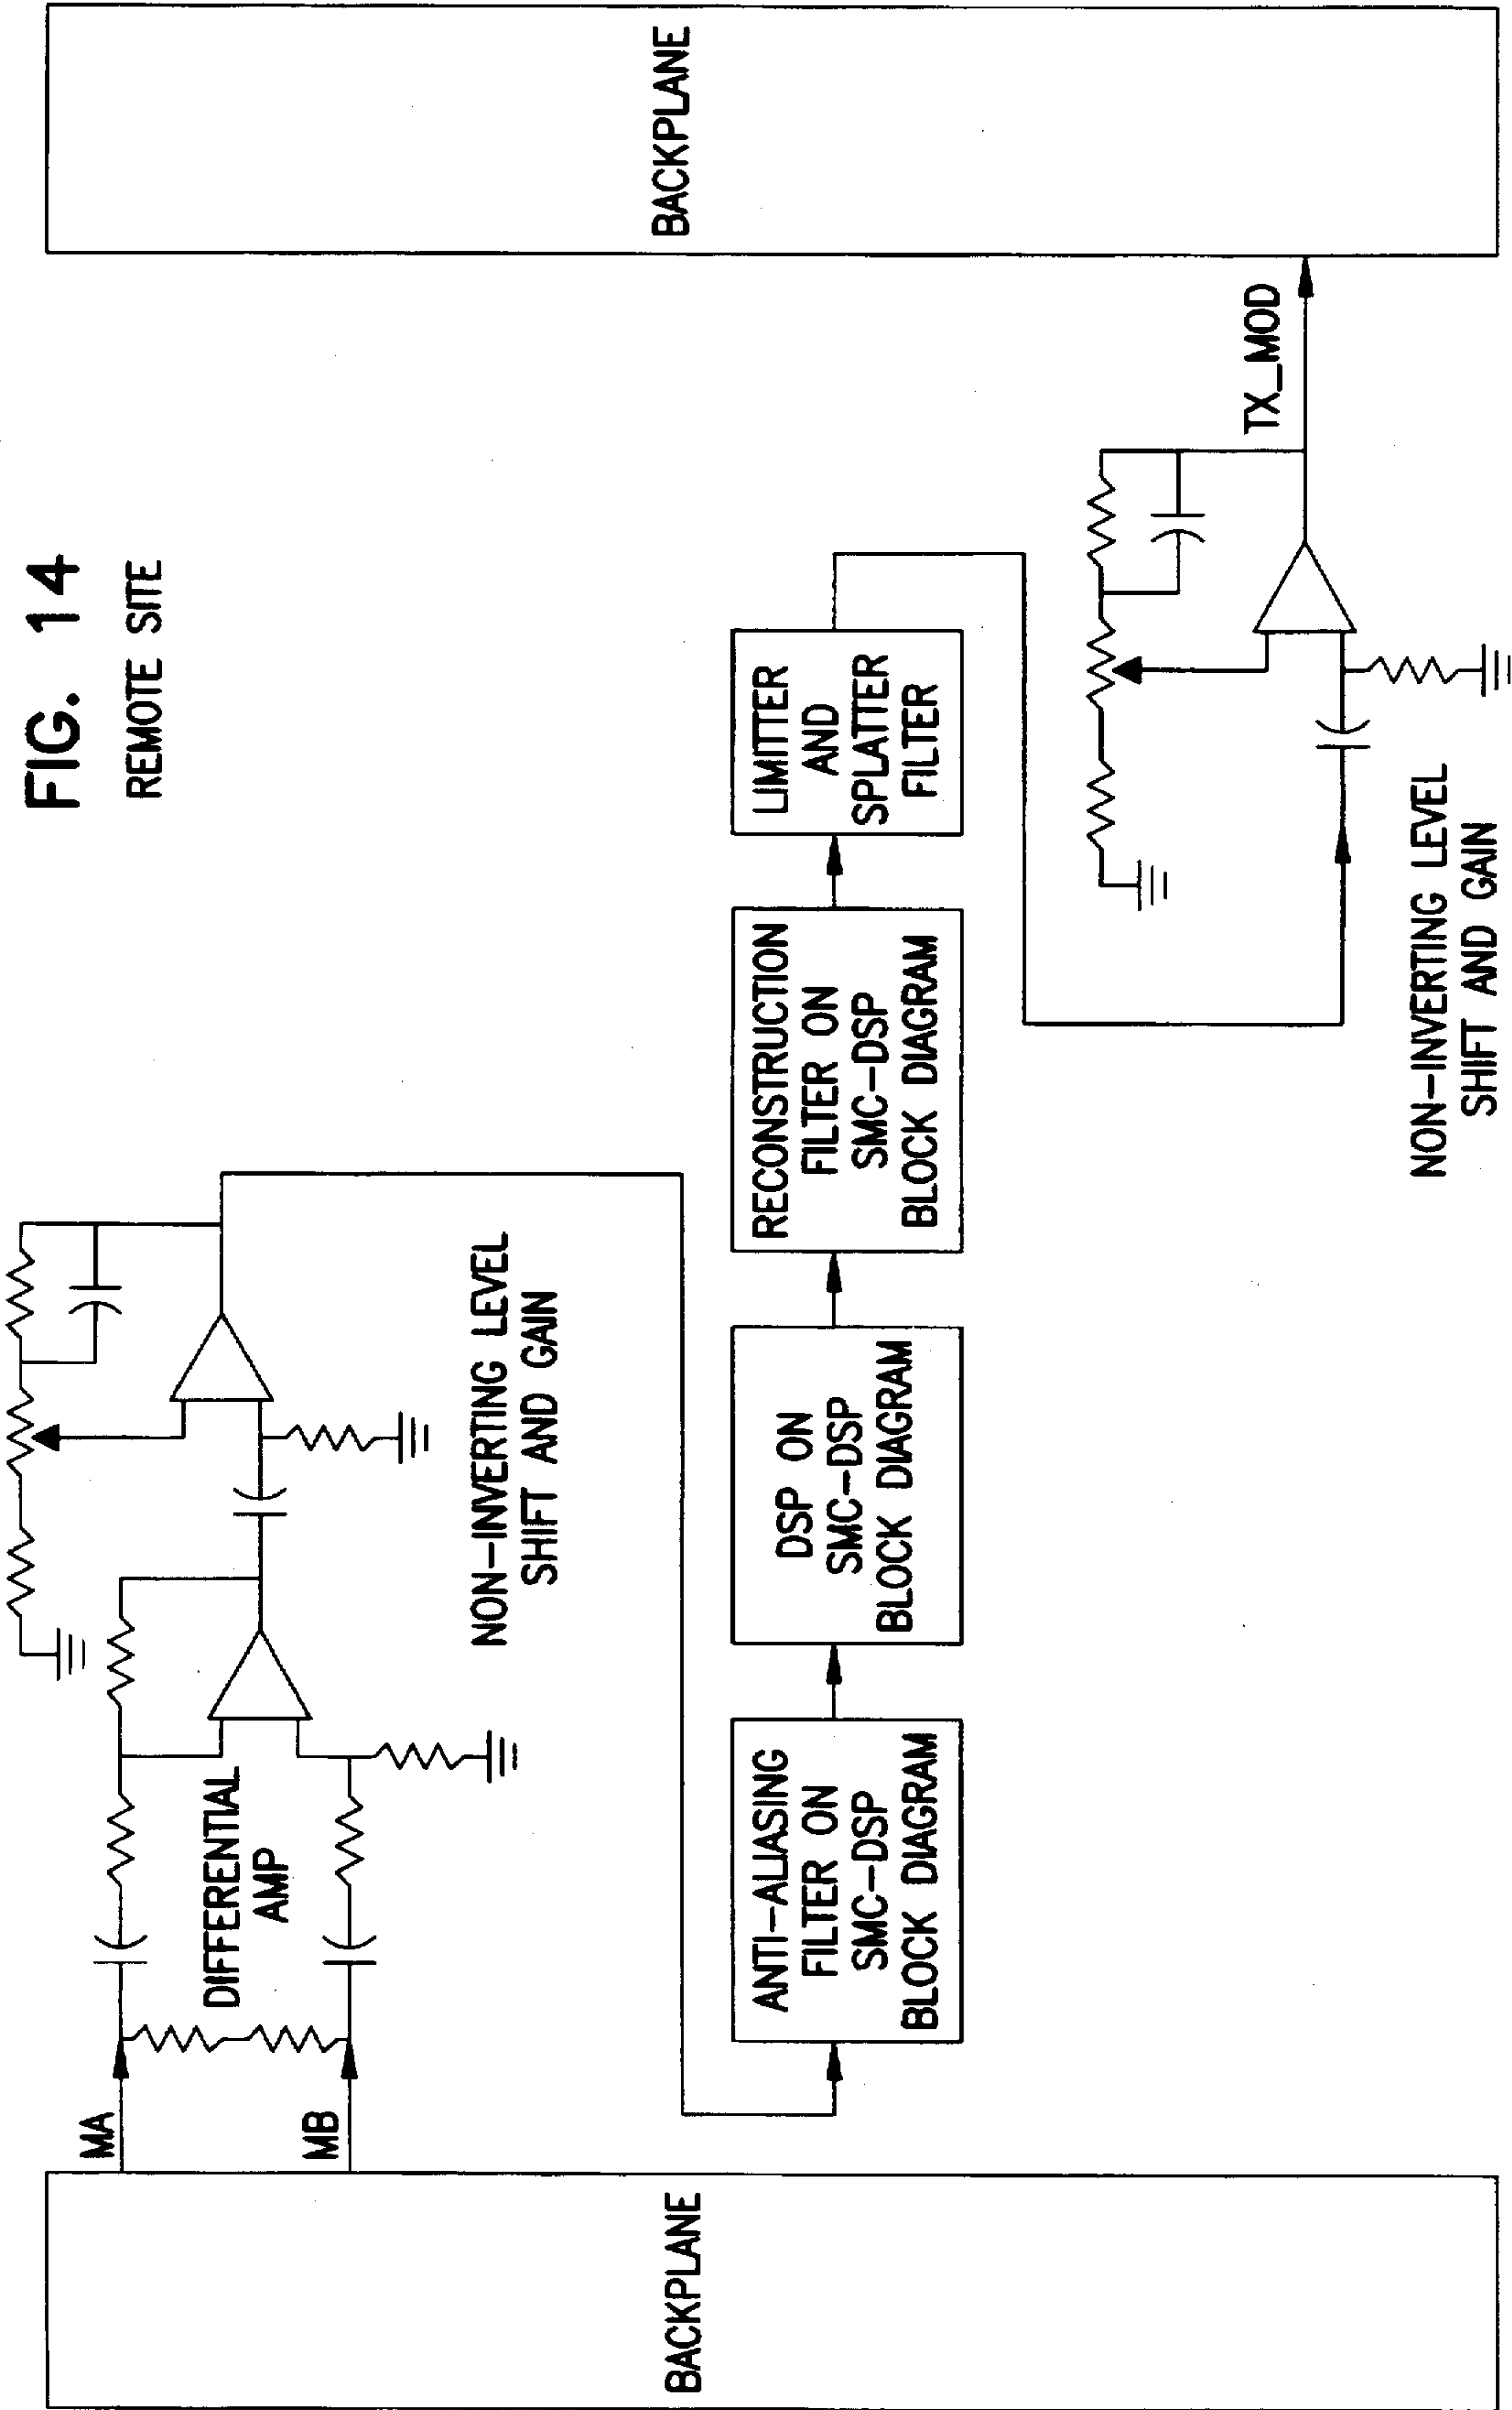 FIG. 14
REMOTE SITE
BACKPLANE
MA
MB
DIFFERENTIAL
AMP
NON-INVERTING LEVEL
SHIFT AND GAIN
ANTI-ALIASING
FILTER ON
SMC-DSP
BLOCK DIAGRAM
DSP ON
SMC-DSP
BLOCK DIAGRAM
RECONSTRUCTION
FILTER ON
SMC-DSP
BLOCK DIAGRAM
LIMITTER
AND
SPLATTER
FILTER
NON-INVERTING LEVEL
SHIFT AND GAIN
TX_MOD
BACKPLANE